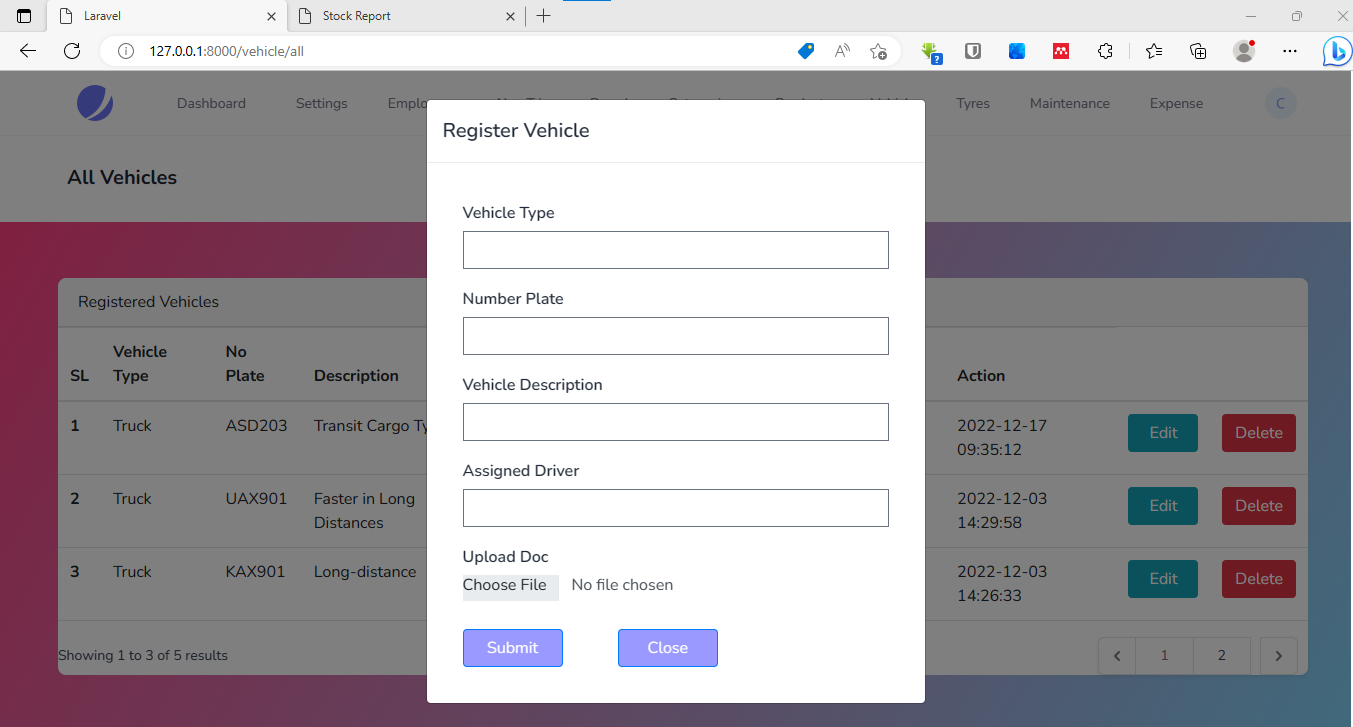 Laravel
Stock Report
127.0.0.1:8000/vehicle/all
Dashboard Settings Tyres Maintenance Expense C
Register Vehicle
All Vehicles
Vehicle Type
Number Plate
Vehicle Description
Assigned Driver
Upload Doc
Choose File No file chosen
Submit Close
Registered Vehicles
SL Vehicle Type No Plate Description Action
1 Truck ASD203 Transit Cargo 2022-12-17 09:35:12 Edit Delete
2 Truck UAX901 Faster in Long Distances 2022-12-03 14:29:58 Edit Delete
3 Truck KAX901 Long-distance 2022-12-03 14:26:33 Edit Delete
Showing 1 to 3 of 5 results
1 2